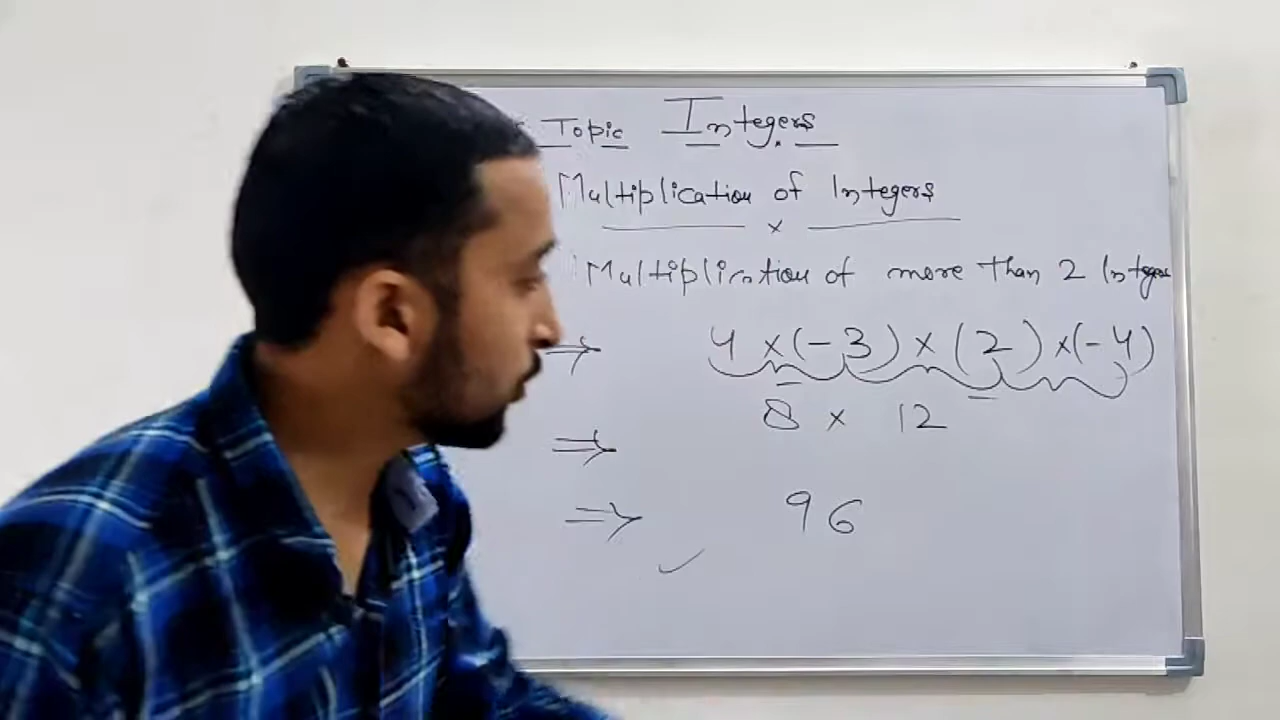 Topic Integers
Multiplication of Integers
×
Multiplication of more than 2 Integers
⇒ 4 × (-3) × (2) × (-4)
8 × 12
⇒
⇒ 96
✓